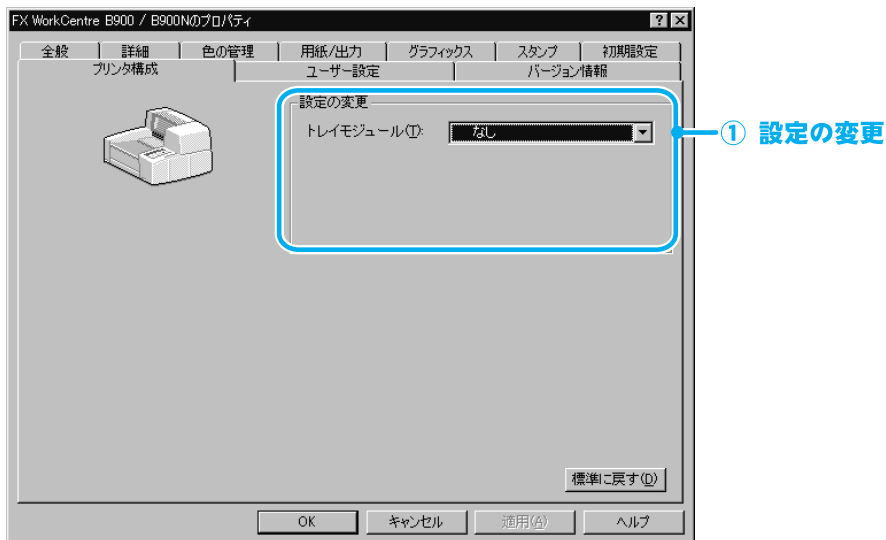 FX WorkCentre B900 / B900Nのプロパティ
全般 詳細 色の管理 用紙/出力 グラフィックス スタンプ 初期設定
プリンタ構成 ユーザー設定 バージョン情報
設定の変更
トレイモジュール(T): なし
① 設定の変更
標準に戻す(D)
OK キャンセル 適用(A) ヘルプ